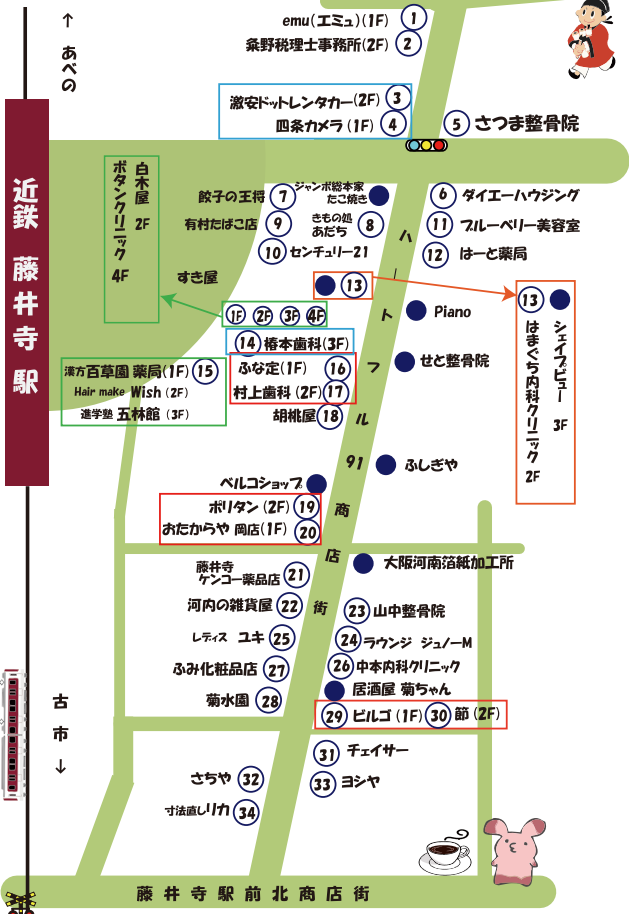 emu(エミュ)(1F) 1
粂野税理士事務所(2F) 2
↑ あべの
激安ドットレンタカー(2F) 3
四条カメラ (1F) 4
5 さつま整骨院
近鉄 藤井寺駅
白木屋 2F
ボタンクリニック 4F
餃子の王将 7
ジャンボ総本家
たこ焼き
6 ダイエーハウジング
有村たばこ店 9
きもの処
あだち 8
11 ブルーベリー美容室
10 センチュリー21
12 はーと薬局
すき屋
13
13
シェイプビュー 3F
はまぐち内科クリニック 2F
1F 2F 3F 4F
Piano
14 椿本歯科(3F)
漢方百草園 薬局(1F) 15
Hair make Wish (2F)
進学塾 五林館 (3F)
ふな定(1F) 16
村上歯科 (2F) 17
せと整骨院
胡桃屋 18
ハートフル91商店街
ふしぎや
ベルコショップ
ポリタン (2F) 19
おたからや 岡店(1F) 20
藤井寺
ケンコー薬品店 21
大阪河南箔紙加工所
河内の雑貨屋 22
23 山中整骨院
レディス ユキ 25
24 ラウンジ ジュノーM
ふみ化粧品店 27
26 中本内科クリニック
菊水園 28
居酒屋 菊ちゃん
29 ビルゴ (1F) 30 節 (2F)
古市 ↓
31 チェイサー
さちや 32
33 ヨシヤ
寸法直しリカ 34
藤井寺駅前北商店街